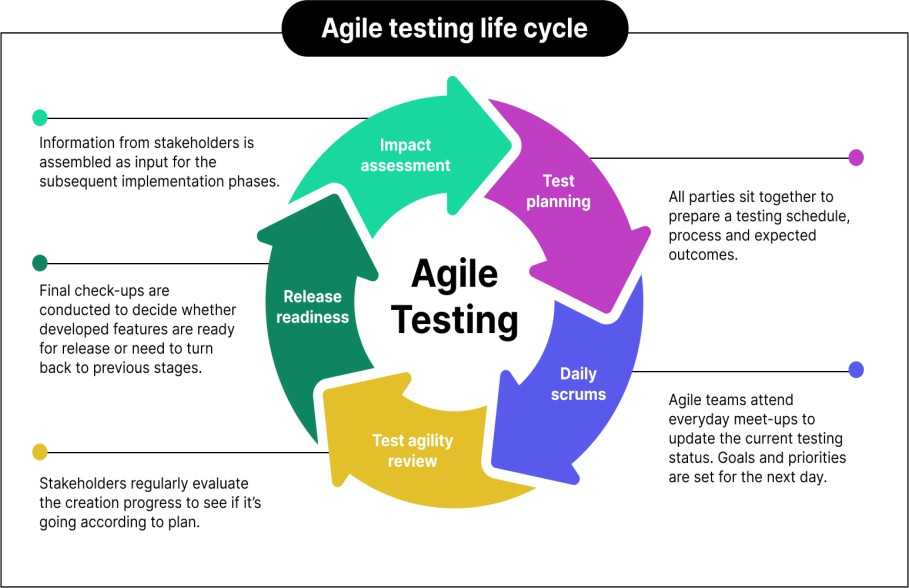 Agile testing life cycle
Impact
assessment
Information from stakeholders is
assembled as input for the
subsequent implementation phases.
Test
planning
All parties sit together to
prepare a testing schedule,
process and expected
outcomes.
Agile
Testing
Release
readiness
Final check-ups are
conducted to decide whether
developed features are ready
for release or need to turn
back to previous stages.
Daily
scrums
Agile teams attend
everyday meet-ups to
update the current testing
status. Goals and priorities
are set for the next day.
Test agility
review
Stakeholders regularly evaluate
the creation progress to see if it’s
going according to plan.